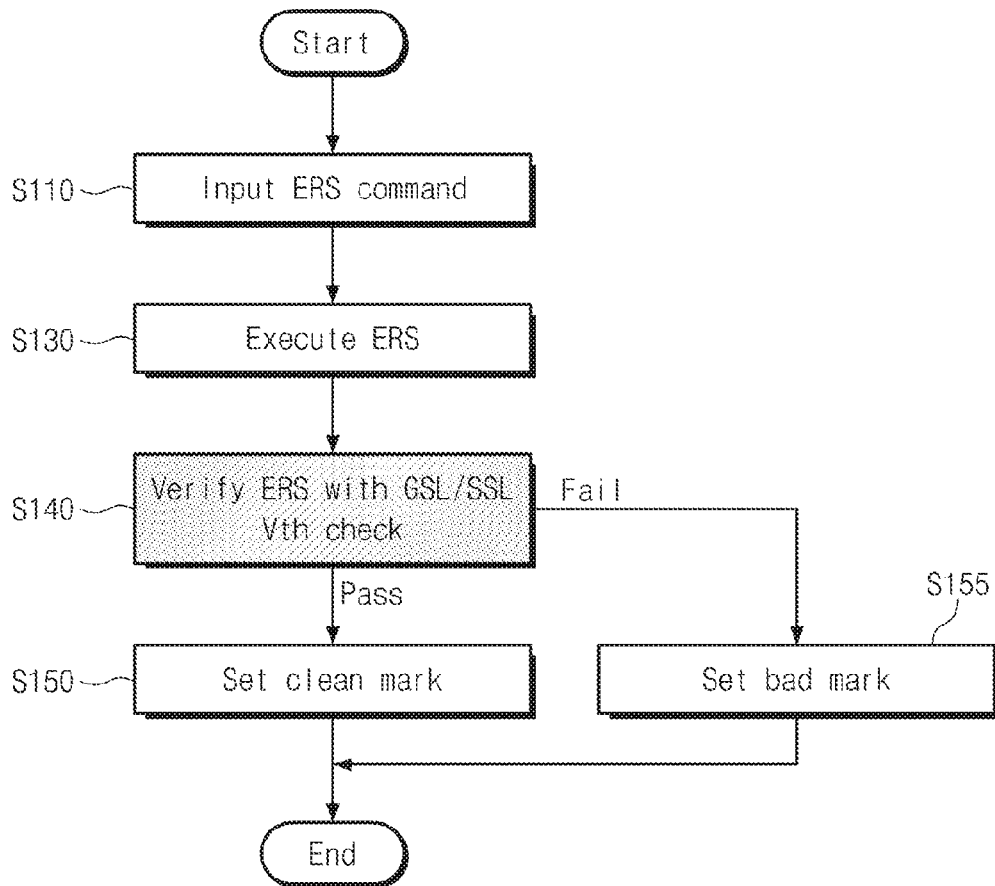 Start
S110
Input ERS command
S130
Execute ERS
S140
Verify ERS with GSL/SSL
Vth check
Fail
Pass
S155
S150
Set clean mark
Set bad mark
End